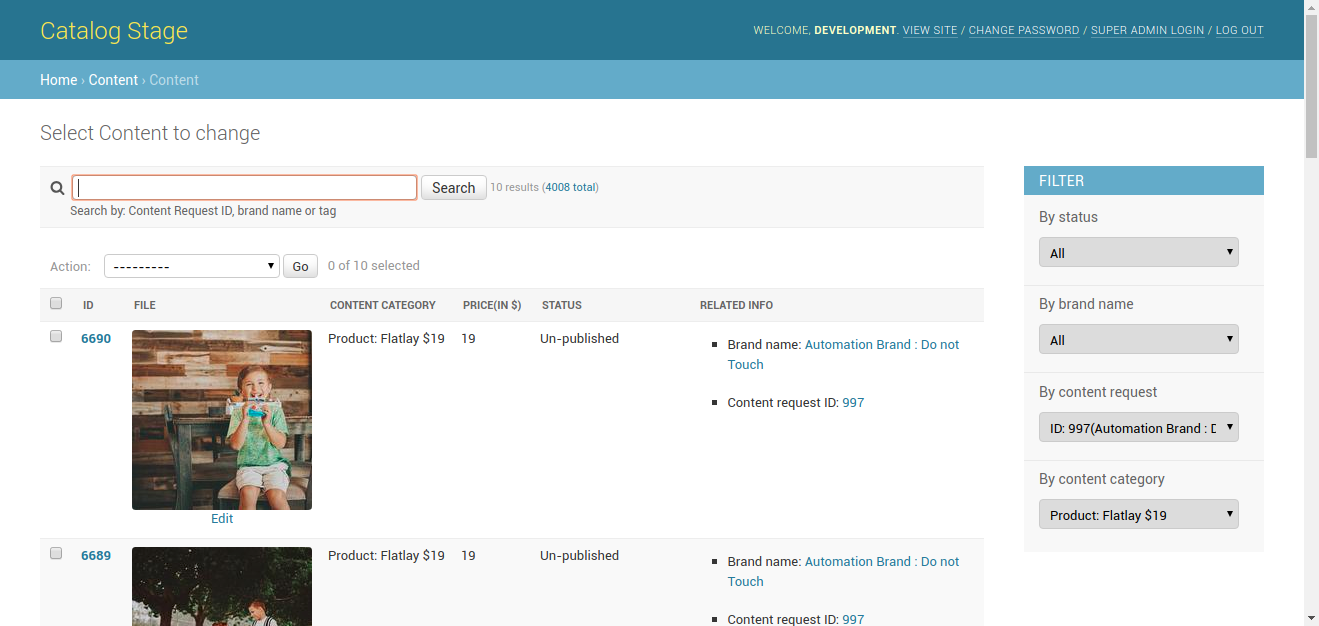 Catalog Stage
WELCOME, DEVELOPMENT. VIEW SITE / CHANGE PASSWORD / SUPER ADMIN LOGIN / LOG OUT
Home › Content › Content
Select Content to change
Search 10 results (4008 total)
Search by: Content Request ID, brand name or tag
Action: --------- Go 0 of 10 selected
ID FILE CONTENT CATEGORY PRICE(IN $) STATUS RELATED INFO
6690 Product: Flatlay $19 19 Un-published
Brand name: Automation Brand : Do not
Touch
Content request ID: 997
Edit
6689 Product: Flatlay $19 19 Un-published
Brand name: Automation Brand : Do not
Touch
Content request ID: 997
FILTER
By status
All
By brand name
All
By content request
ID: 997(Automation Brand : D
By content category
Product: Flatlay $19